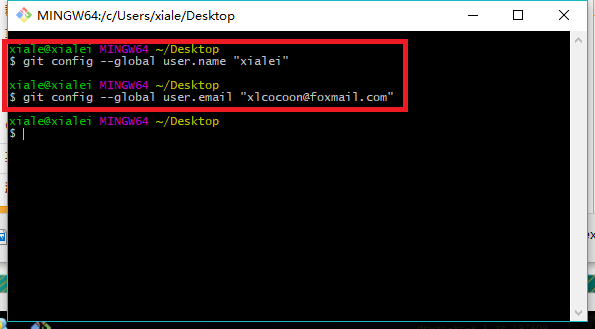 MINGW64:/c/Users/xiale/Desktop
xiale@xialei MINGW64 ~/Desktop
$ git config --global user.name "xialei"
xiale@xialei MINGW64 ~/Desktop
$ git config --global user.email "xlcocoon@foxmail.com"
xiale@xialei MINGW64 ~/Desktop
$